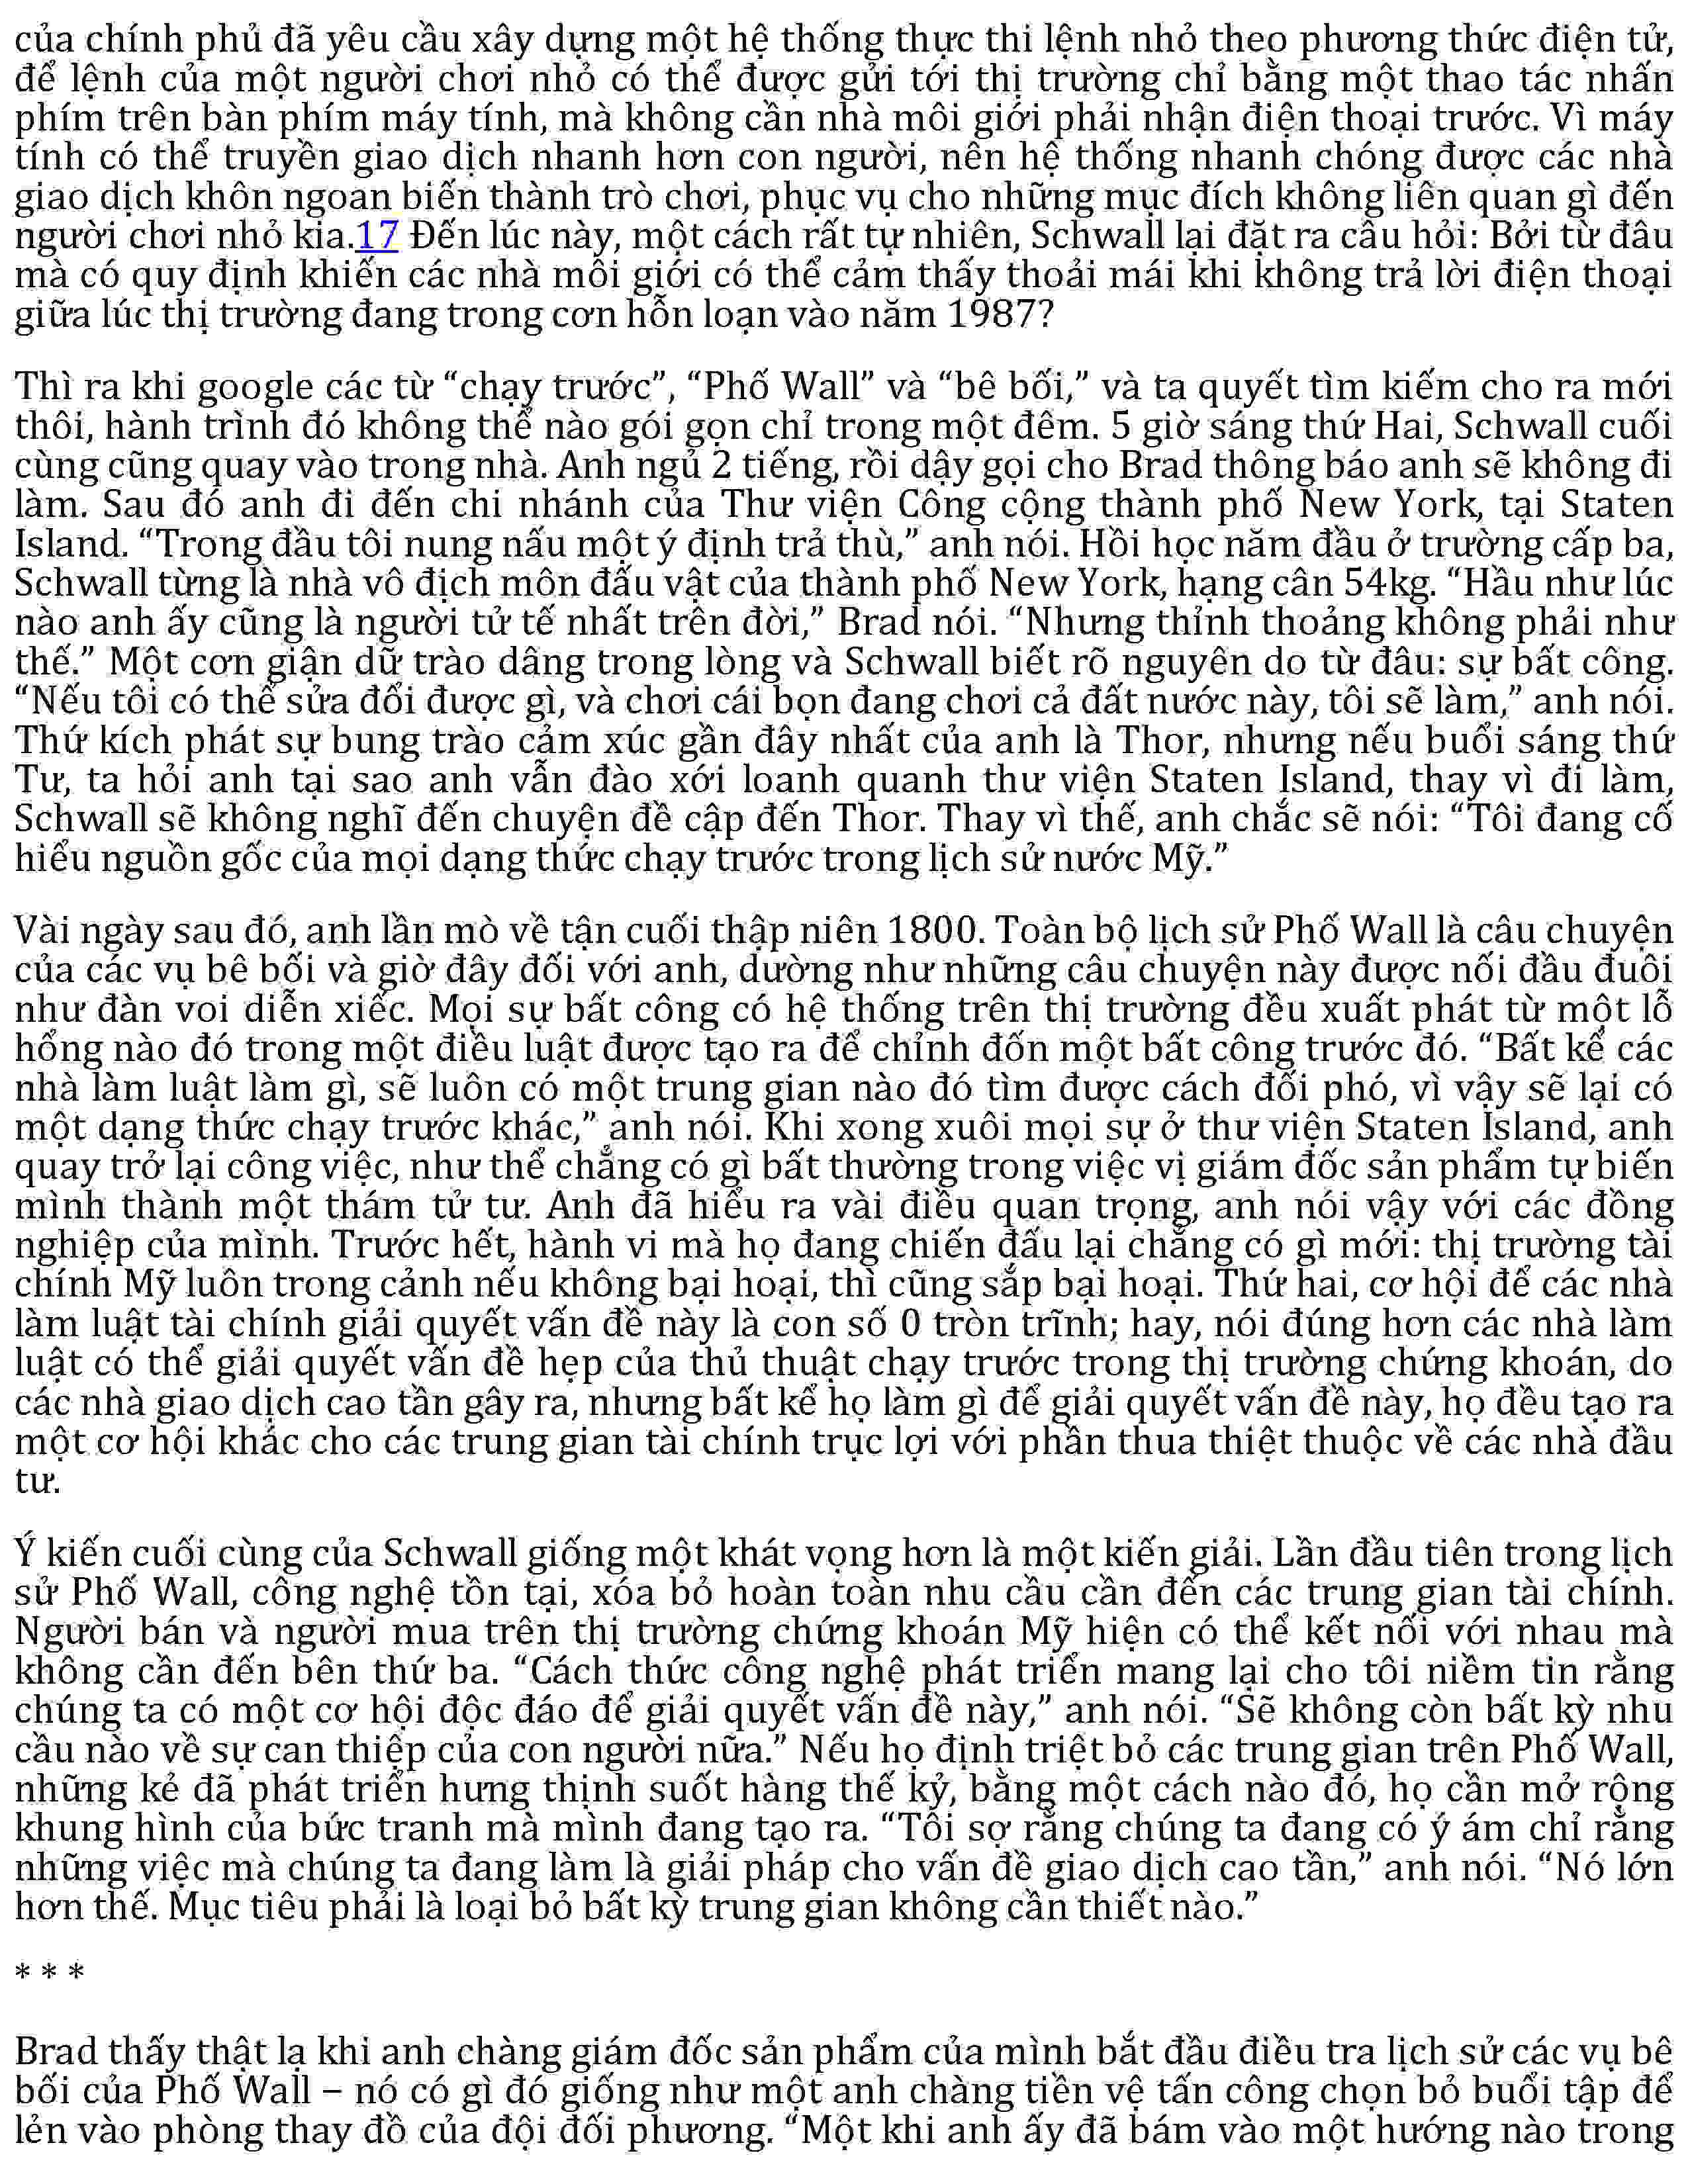 của chính phủ đã yêu cầu xây dựng một hệ thống thực thi lệnh nhỏ theo phương thức điện tử,
để lệnh của một người chơi nhỏ có thể được gửi tới thị trường chỉ bằng một thao tác nhấn
phím trên bàn phím máy tính, mà không cần nhà môi giới phải nhận điện thoại trước. Vì máy
tính có thể truyền giao dịch nhanh hơn con người, nên hệ thống nhanh chóng được các nhà
giao dịch khôn ngoan biến thành trò chơi, phục vụ cho những mục đích không liên quan gì đến
người chơi nhỏ kia.17 Đến lúc này, một cách rất tự nhiên, Schwall lại đặt ra câu hỏi: Bởi từ đâu
mà có quy định khiến các nhà môi giới có thể cảm thấy thoải mái khi không trả lời điện thoại
giữa lúc thị trường đang trong cơn hỗn loạn vào năm 1987?
Thì ra khi google các từ “chạy trước”, “Phố Wall” và “bê bối,” và ta quyết tìm kiếm cho ra mới
thôi, hành trình đó không thể nào gói gọn chỉ trong một đêm. 5 giờ sáng thứ Hai, Schwall cuối
cùng cũng quay vào trong nhà. Anh ngủ 2 tiếng, rồi dậy gọi cho Brad thông báo anh sẽ không đi
làm. Sau đó anh đi đến chi nhánh của Thư viện Công cộng thành phố New York, tại Staten
Island. “Trong đầu tôi nung nấu một ý định trả thù,” anh nói. Hồi học năm đầu ở trường cấp ba,
Schwall từng là nhà vô địch môn đấu vật của thành phố New York, hạng cân 54kg. “Hầu như lúc
nào anh ấy cũng là người tử tế nhất trên đời,” Brad nói. “Nhưng thỉnh thoảng không phải như
thế.” Một cơn giận dữ trào dâng trong lòng và Schwall biết rõ nguyên do từ đâu: sự bất công.
“Nếu tôi có thể sửa đổi được gì, và chơi cái bọn đang chơi cả đất nước này, tôi sẽ làm,” anh nói.
Thứ kích phát sự bung trào cảm xúc gần đây nhất của anh là Thor, nhưng nếu buổi sáng thứ
Tư, ta hỏi anh tại sao anh vẫn đào xới loanh quanh thư viện Staten Island, thay vì đi làm,
Schwall sẽ không nghĩ đến chuyện đề cập đến Thor. Thay vì thế, anh chắc sẽ nói: “Tôi đang cố
hiểu nguồn gốc của mọi dạng thức chạy trước trong lịch sử nước Mỹ.”
Vài ngày sau đó, anh lần mò về tận cuối thập niên 1800. Toàn bộ lịch sử Phố Wall là câu chuyện
của các vụ bê bối và giờ đây đối với anh, dường như những câu chuyện này được nối đầu đuôi
như đàn voi diễn xiếc. Mọi sự bất công có hệ thống trên thị trường đều xuất phát từ một lỗ
hổng nào đó trong một điều luật được tạo ra để chỉnh đốn một bất công trước đó. “Bất kể các
nhà làm luật làm gì, sẽ luôn có một trung gian nào đó tìm được cách đối phó, vì vậy sẽ lại có
một dạng thức chạy trước khác,” anh nói. Khi xong xuôi mọi sự ở thư viện Staten Island, anh
quay trở lại công việc, như thể chẳng có gì bất thường trong việc vị giám đốc sản phẩm tự biến
mình thành một thám tử tư. Anh đã hiểu ra vài điều quan trọng, anh nói vậy với các đồng
nghiệp của mình. Trước hết, hành vi mà họ đang chiến đấu lại chẳng có gì mới: thị trường tài
chính Mỹ luôn trong cảnh nếu không bại hoại, thì cũng sắp bại hoại. Thứ hai, cơ hội để các nhà
làm luật tài chính giải quyết vấn đề này là con số 0 tròn trĩnh; hay, nói đúng hơn các nhà làm
luật có thể giải quyết vấn đề hẹp của thủ thuật chạy trước trong thị trường chứng khoán, do
các nhà giao dịch cao tần gây ra, nhưng bất kể họ làm gì để giải quyết vấn đề này, họ đều tạo ra
một cơ hội khác cho các trung gian tài chính trục lợi với phần thua thiệt thuộc về các nhà đầu
tư.
Ý kiến cuối cùng của Schwall giống một khát vọng hơn là một kiến giải. Lần đầu tiên trong lịch
sử Phố Wall, công nghệ tồn tại, xóa bỏ hoàn toàn nhu cầu cần đến các trung gian tài chính.
Người bán và người mua trên thị trường chứng khoán Mỹ hiện có thể kết nối với nhau mà
không cần đến bên thứ ba. “Cách thức công nghệ phát triển mang lại cho tôi niềm tin rằng
chúng ta có một cơ hội độc đáo để giải quyết vấn đề này,” anh nói. “Sẽ không còn bất kỳ nhu
cầu nào về sự can thiệp của con người nữa.” Nếu họ định triệt bỏ các trung gian trên Phố Wall,
những kẻ đã phát triển hưng thịnh suốt hàng thế kỷ, bằng một cách nào đó, họ cần mở rộng
khung hình của bức tranh mà mình đang tạo ra. “Tôi sợ rằng chúng ta đang có ý ám chỉ rằng
những việc mà chúng ta đang làm là giải pháp cho vấn đề giao dịch cao tần,” anh nói. “Nó lớn
hơn thế. Mục tiêu phải là loại bỏ bất kỳ trung gian không cần thiết nào.”
* * *
Brad thấy thật lạ khi anh chàng giám đốc sản phẩm của mình bắt đầu điều tra lịch sử các vụ bê
bối của Phố Wall – nó có gì đó giống như một anh chàng tiền vệ tấn công chọn bỏ buổi tập để
lẻn vào phòng thay đồ của đội đối phương. “Một khi anh ấy đã bám vào một hướng nào trong